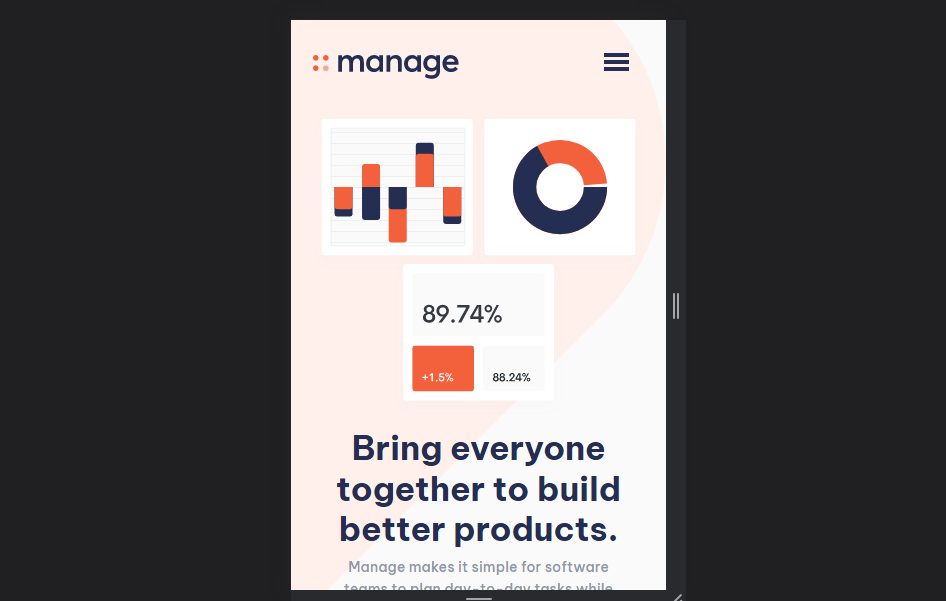 manage
89.74%
+1.5%
88.24%
Bring everyone
together to build
better products.
Manage makes it simple for software
teams to plan day-to-day tasks while